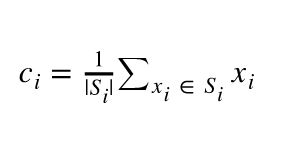 c_i = \frac{1}{|S_i|} \sum_{x_i \in S_i} x_i